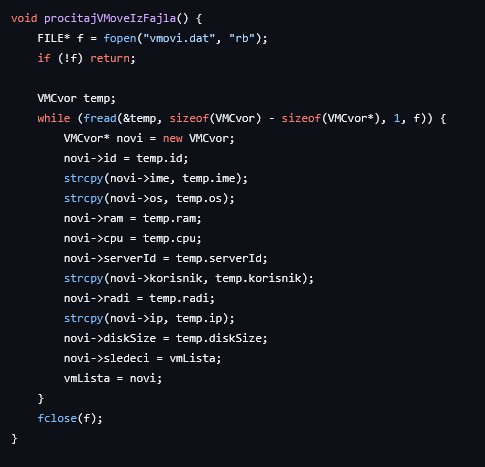 void procitajVMoveIzFajla() {
    FILE* f = fopen("vmovi.dat", "rb");
    if (!f) return;

    VMCvor temp;
    while (fread(&temp, sizeof(VMCvor) - sizeof(VMCvor*), 1, f)) {
        VMCvor* novi = new VMCvor;
        novi->id = temp.id;
        strcpy(novi->ime, temp.ime);
        strcpy(novi->os, temp.os);
        novi->ram = temp.ram;
        novi->cpu = temp.cpu;
        novi->serverId = temp.serverId;
        strcpy(novi->korisnik, temp.korisnik);
        novi->radi = temp.radi;
        strcpy(novi->ip, temp.ip);
        novi->diskSize = temp.diskSize;
        novi->sledeci = vmLista;
        vmLista = novi;
    }
    fclose(f);
}